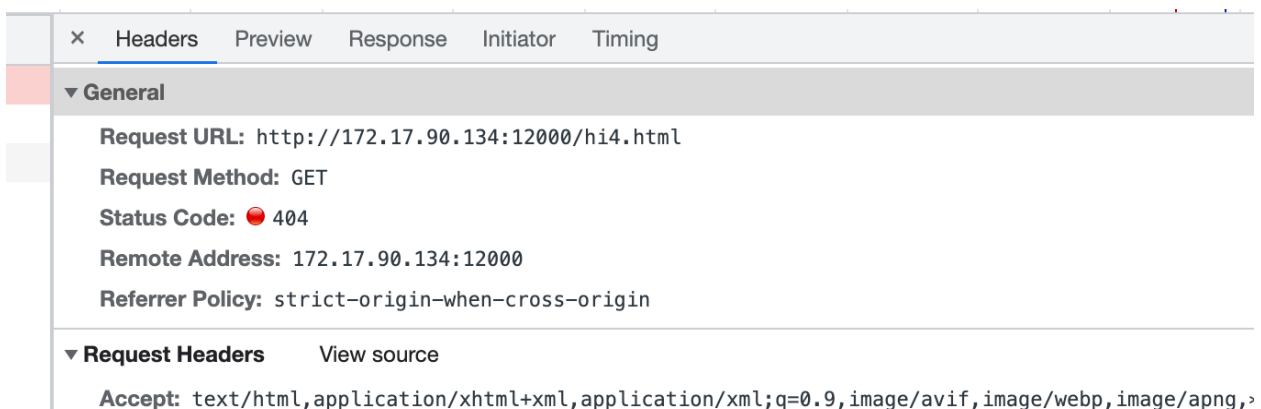 × Headers Preview Response Initiator Timing
▼ General
Request URL: http://172.17.90.134:12000/hi4.html
Request Method: GET
Status Code: 🔴 404
Remote Address: 172.17.90.134:12000
Referrer Policy: strict-origin-when-cross-origin
▼ Request Headers View source
Accept: text/html,application/xhtml+xml,application/xml;q=0.9,image/avif,image/webp,image/apng,